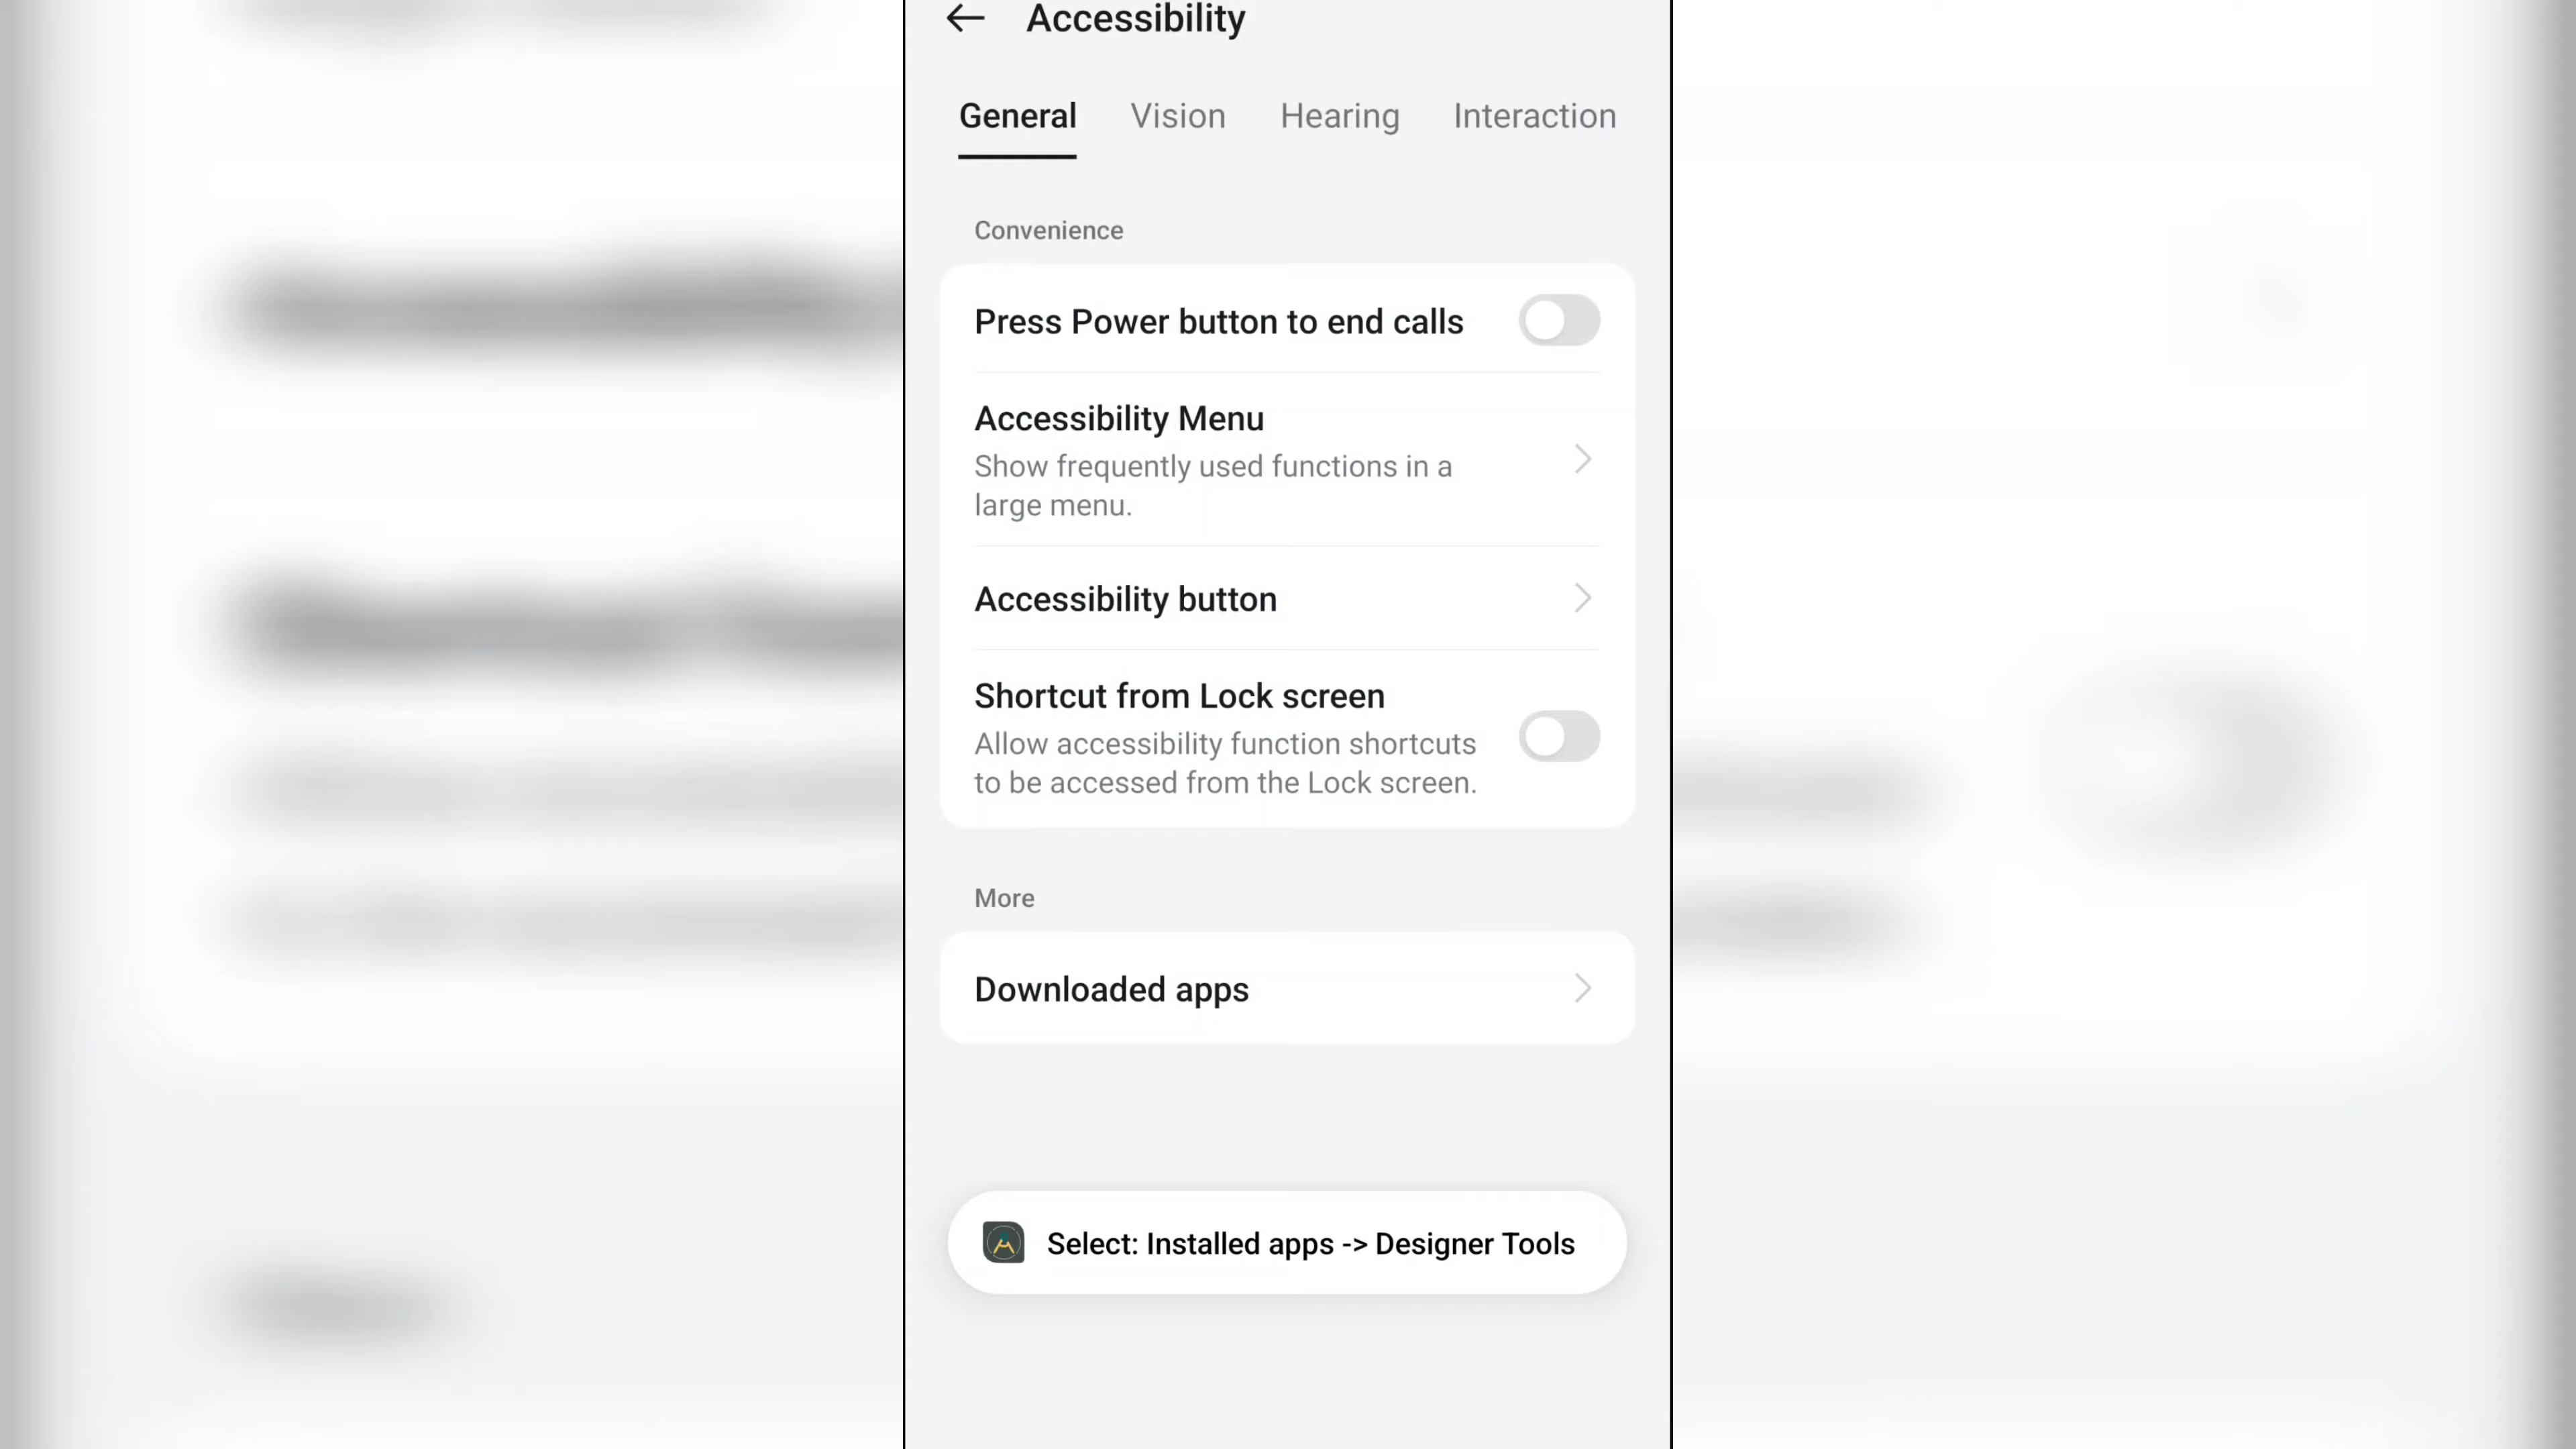 Accessibility
General Vision Hearing Interaction
Convenience
Press Power button to end calls
Accessibility Menu
Show frequently used functions in a
large menu.
Accessibility button
Shortcut from Lock screen
Allow accessibility function shortcuts
to be accessed from the Lock screen.
More
Downloaded apps
Select: Installed apps -> Designer Tools